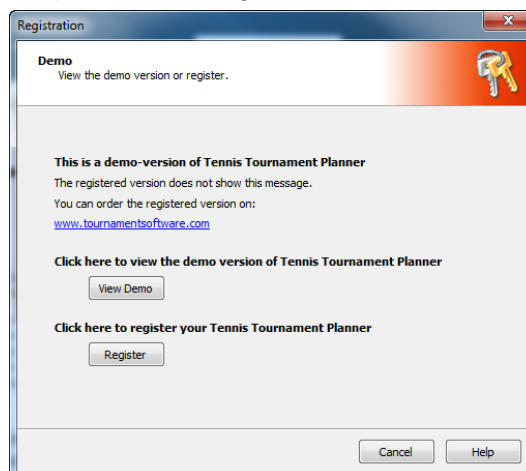 Registration
Demo
View the demo version or register.
This is a demo-version of Tennis Tournament Planner
The registered version does not show this message.
You can order the registered version on:
www.tournamentsoftware.com
Click here to view the demo version of Tennis Tournament Planner
View Demo
Click here to register your Tennis Tournament Planner
Register
Cancel Help